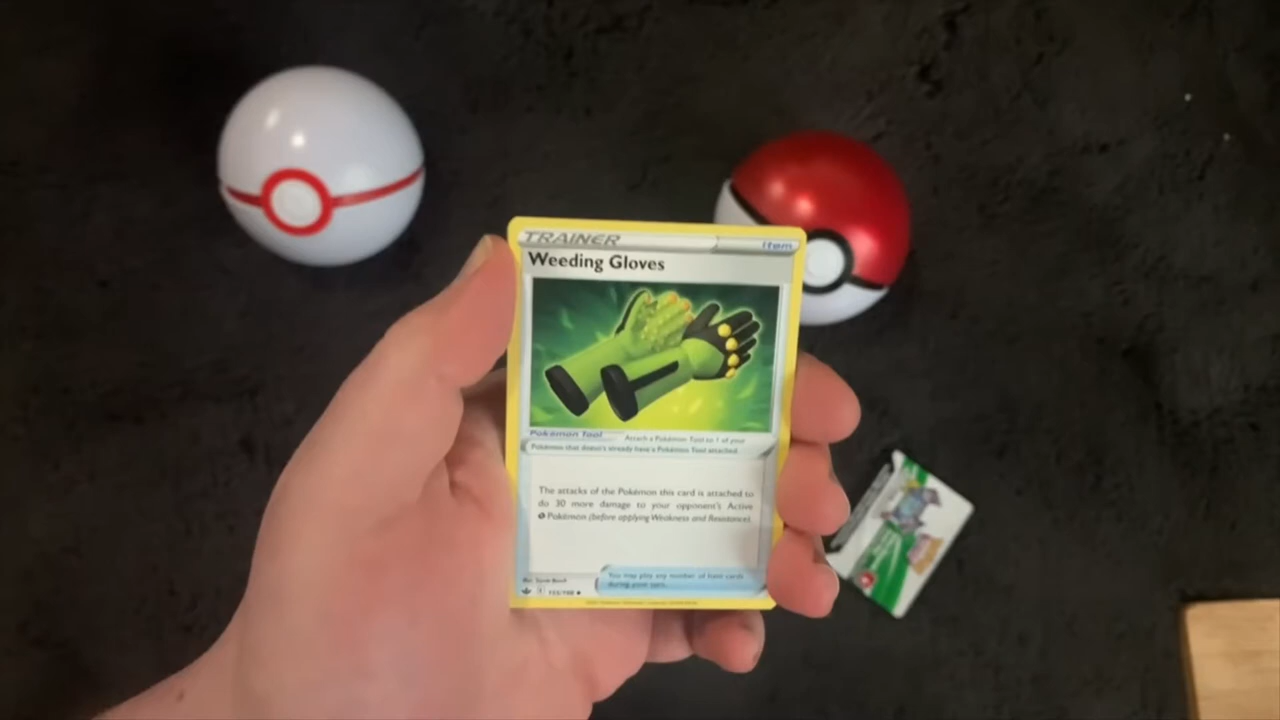 TRAINER
Item
Weeding Gloves
Pokémon Tool
Attach a Pokémon Tool to 1 of your
Pokémon that doesn't already have a Pokémon Tool attached.
The attacks of the Pokémon this card is attached to
do 30 more damage to your opponent's Active
Pokémon (before applying Weakness and Resistance).
You may play any number of Item cards
during your turn.
155/198